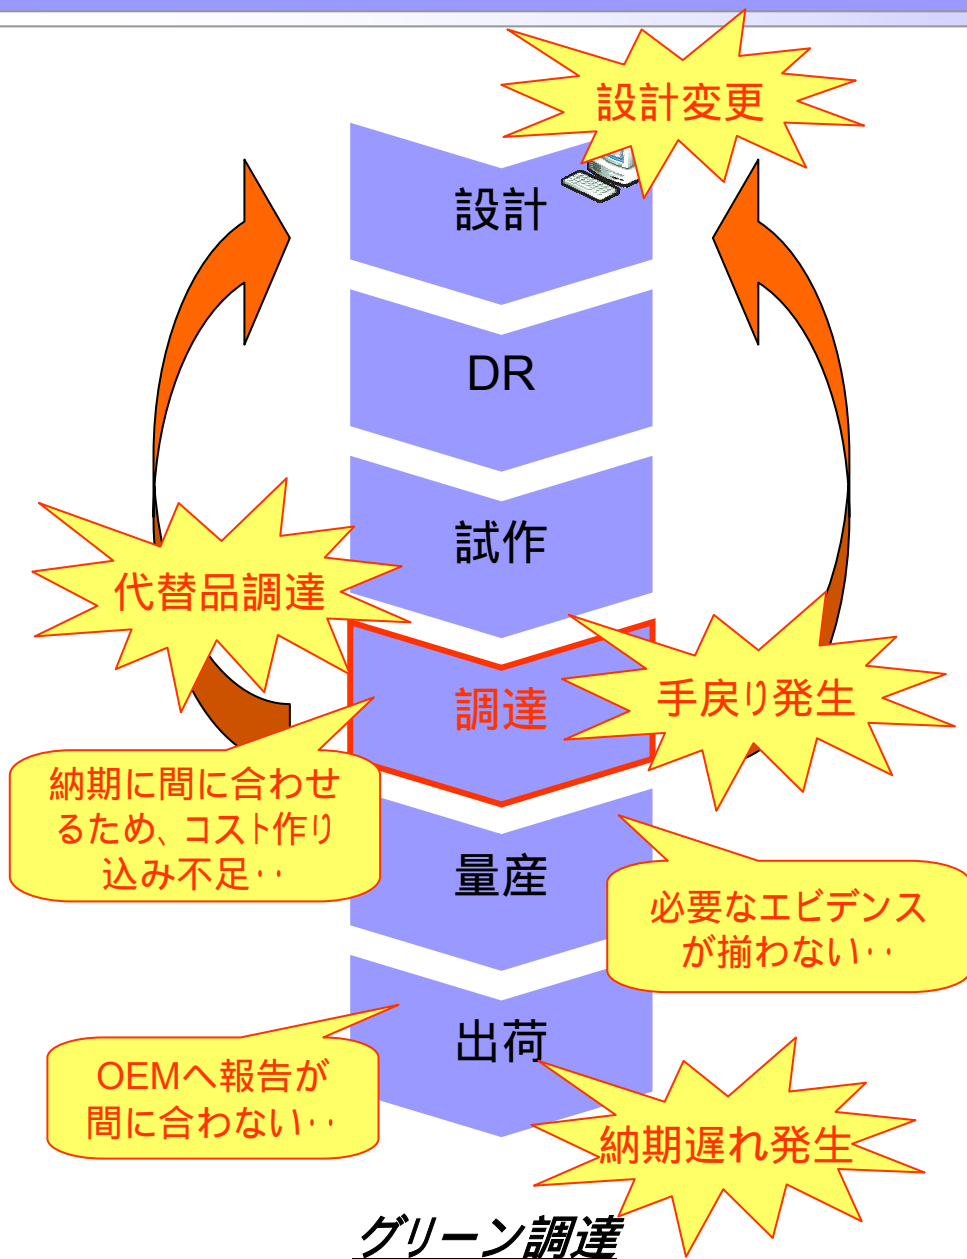 設計変更
設計
DR
試作
代替品調達
調達
手戻り発生
納期に間に合わせ
るため、コスト作り
込み不足‥
量産
必要なエビデンス
が揃わない‥
出荷
OEMへ報告が
間に合わない‥
納期遅れ発生
グリーン調達